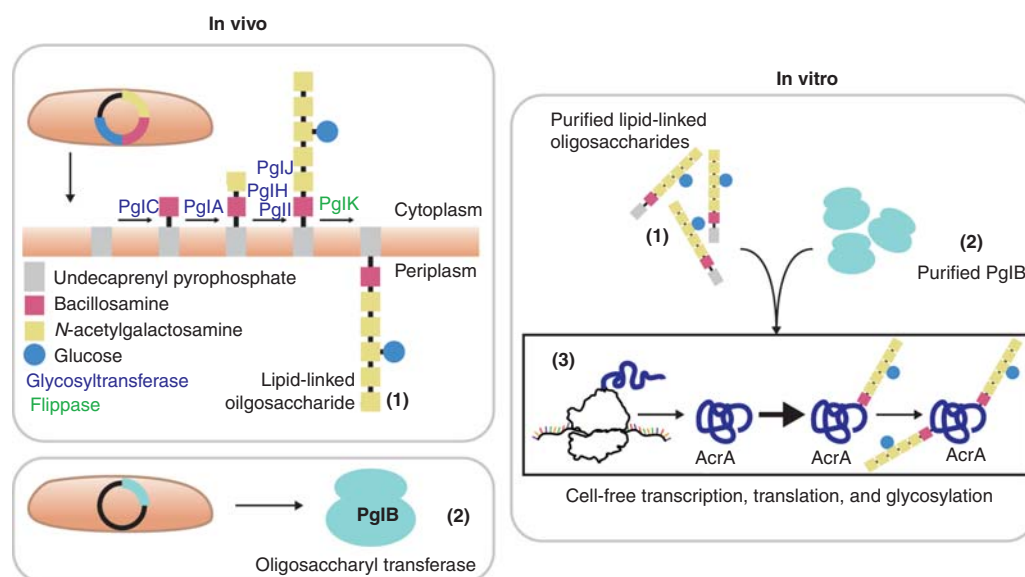 In vivo
PglC
PglA
PglJ
PglH
PglI
PglK
Cytoplasm
Periplasm
Undecaprenyl pyrophosphate
Bacillosamine
N-acetylgalactosamine
Glucose
Glycosyltransferase
Flippase
Lipid-linked
oilgosaccharide
(1)
PglB
(2)
Oligosaccharyl transferase
In vitro
Purified lipid-linked
oligosaccharides
(1)
(2)
Purified PglB
(3)
AcrA
AcrA
AcrA
Cell-free transcription, translation, and glycosylation